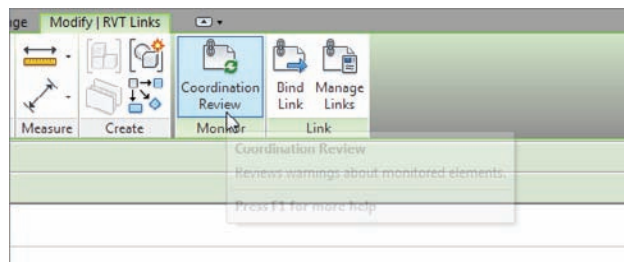 ge Modify | RVT Links
Coordination Review
Bind Link
Manage Links
Measure Create Monitor Link
Coordination Review
Reviews warnings about monitored elements.
Press F1 for more help